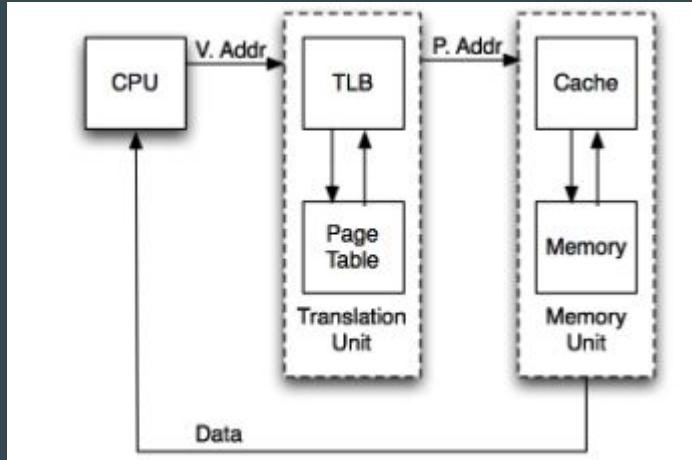 V. Addr
P. Addr
CPU
TLB
Cache
Page
Table
Memory
Translation
Unit
Memory
Unit
Data